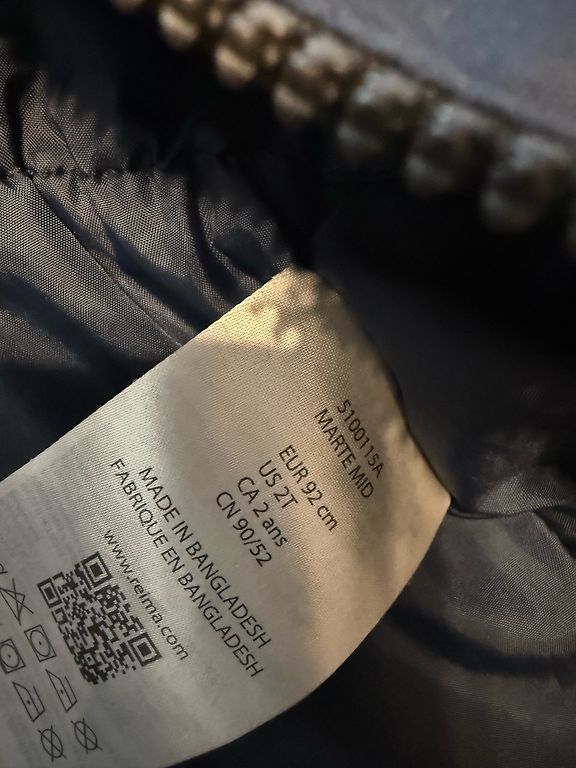 5100115A
MARTE MID
EUR 92 cm
US 2T
CA 2 ans
CN 90/52
MADE IN BANGLADESH
FABRIQUE EN BANGLADESH
www.reima.com